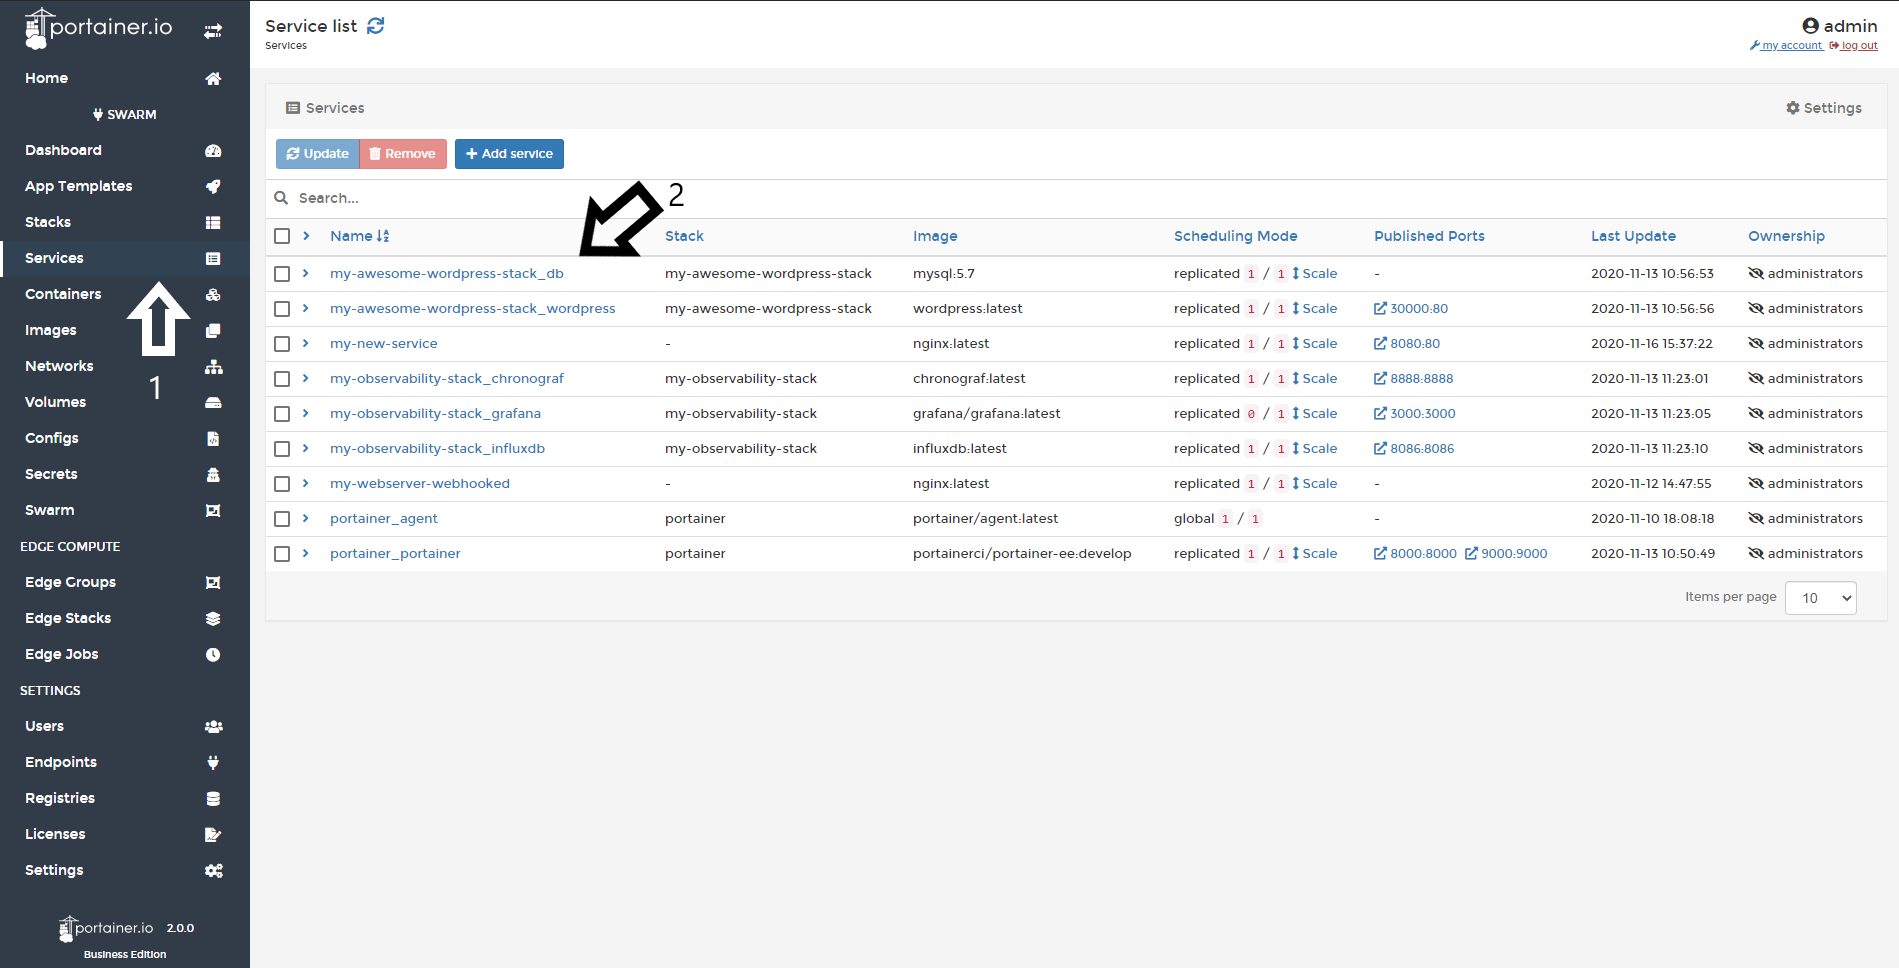 portainer.io
Service list
Services
admin
my account log out
Home
SWARM
Dashboard
App Templates
Stacks
Services
Containers
Images
Networks
Volumes
Configs
Secrets
Swarm
EDGE COMPUTE
Edge Groups
Edge Stacks
Edge Jobs
SETTINGS
Users
Endpoints
Registries
Licenses
Settings
portainer.io 2.0.0
Business Edition
1
Services Settings
Update Remove Add service
Search...
2
Name Stack Image Scheduling Mode Published Ports Last Update Ownership
my-awesome-wordpress-stack_db my-awesome-wordpress-stack mysql:5.7 replicated 1 / 1 Scale - 2020-11-13 10:56:53 administrators
my-awesome-wordpress-stack_wordpress my-awesome-wordpress-stack wordpress:latest replicated 1 / 1 Scale 30000:80 2020-11-13 10:56:56 administrators
my-new-service - nginx:latest replicated 1 / 1 Scale 8080:80 2020-11-16 15:37:22 administrators
my-observability-stack_chronograf my-observability-stack chronograf:latest replicated 1 / 1 Scale 8888:8888 2020-11-13 11:23:01 administrators
my-observability-stack_grafana my-observability-stack grafana/grafana:latest replicated 0 / 1 Scale 3000:3000 2020-11-13 11:23:05 administrators
my-observability-stack_influxdb my-observability-stack influxdb:latest replicated 1 / 1 Scale 8086:8086 2020-11-13 11:23:10 administrators
my-webserver-webhooked - nginx:latest replicated 1 / 1 Scale - 2020-11-12 14:47:55 administrators
portainer_agent portainer portainer/agent:latest global 1 / 1 - 2020-11-10 18:08:18 administrators
portainer_portainer portainer portainerci/portainer-ee:develop replicated 1 / 1 Scale 8000:8000 9000:9000 2020-11-13 10:50:49 administrators
Items per page 10